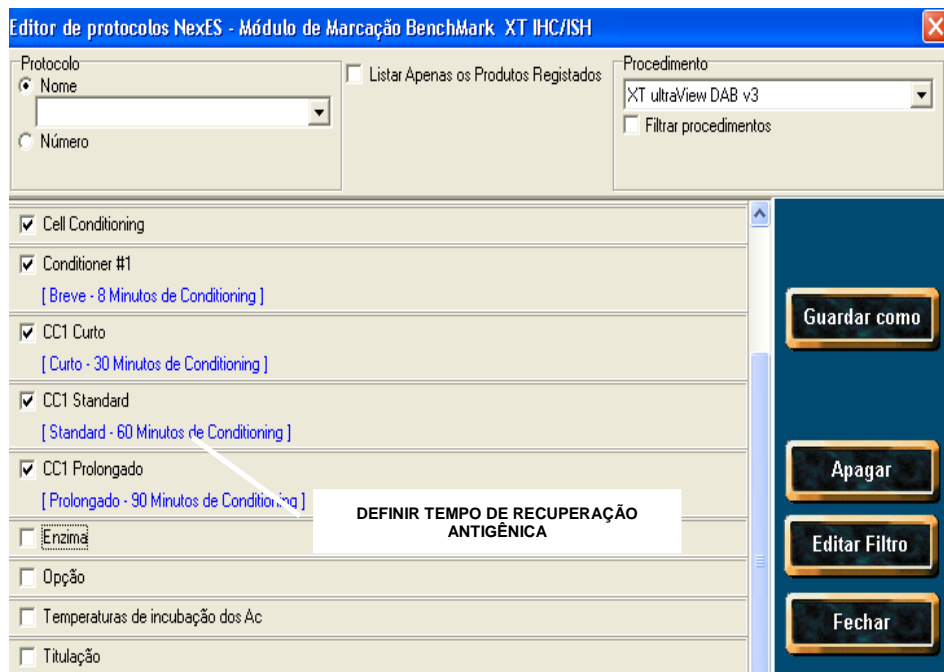 Editor de protocolos NexES - Módulo de Marcação BenchMark XT IHC/ISH
Protocolo
Nome
Número
Listar Apenas os Produtos Registados
Procedimento
XT ultraView DAB v3
Filtrar procedimentos
Cell Conditioning
Conditioner #1
[ Breve - 8 Minutos de Conditioning ]
CC1 Curto
[ Curto - 30 Minutos de Conditioning ]
CC1 Standard
[ Standard - 60 Minutos de Conditioning ]
CC1 Prolongado
[ Prolongado - 90 Minutos de Conditioning ]
DEFINIR TEMPO DE RECUPERAÇÃO
ANTIGÊNICA
Enzima
Opção
Temperaturas de incubação dos Ac
Titulação
Guardar como
Apagar
Editar Filtro
Fechar